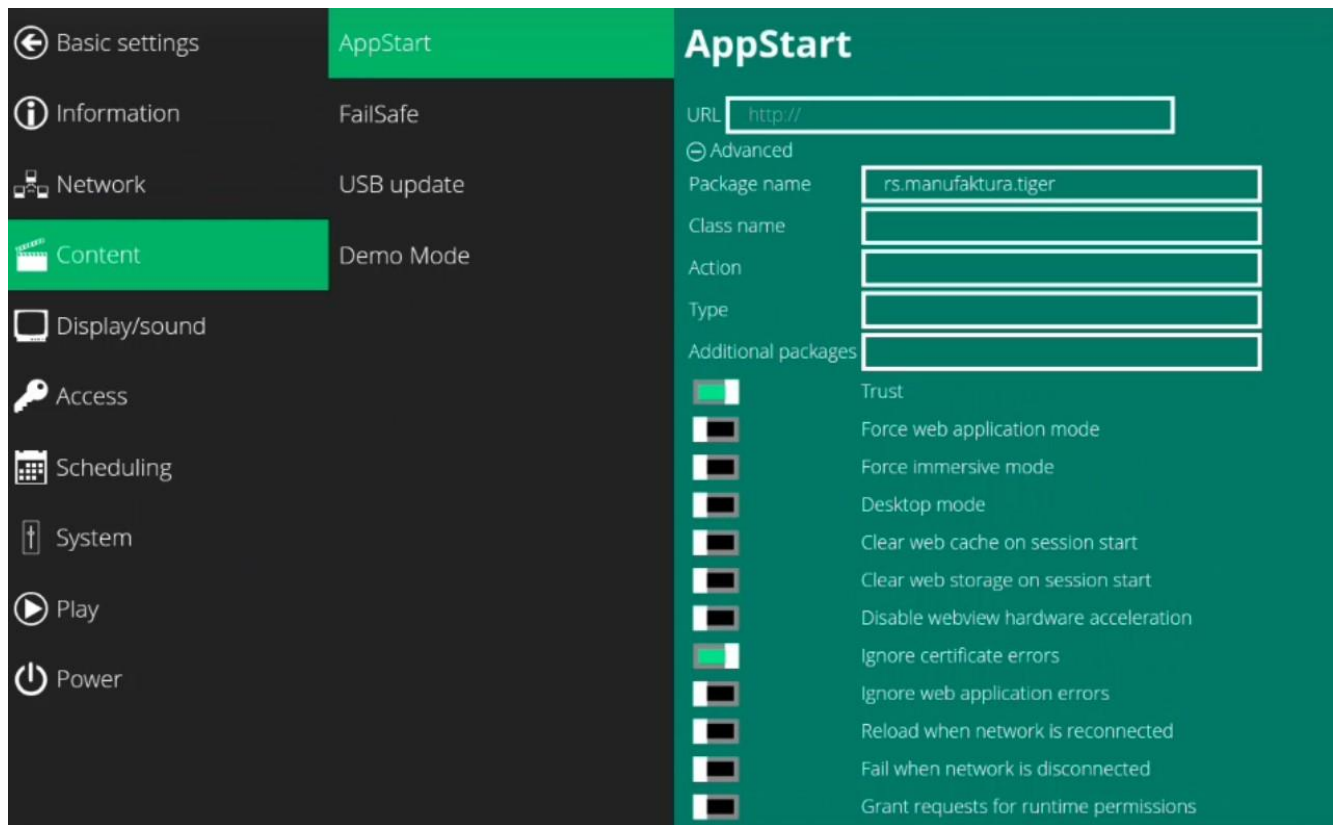 Basic settings
Information
Network
Content
Display/sound
Access
Scheduling
System
Play
Power
AppStart
FailSafe
USB update
Demo Mode
AppStart
URL http://
Advanced
Package name rs.manufaktura.tiger
Class name
Action
Type
Additional packages
Trust
Force web application mode
Force immersive mode
Desktop mode
Clear web cache on session start
Clear web storage on session start
Disable webview hardware acceleration
Ignore certificate errors
Ignore web application errors
Reload when network is reconnected
Fail when network is disconnected
Grant requests for runtime permissions